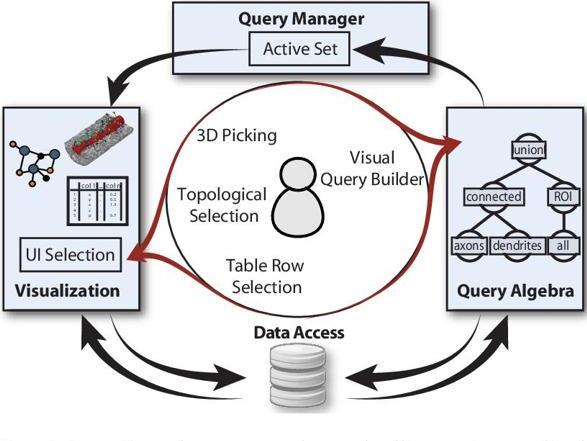 Query Manager
Active Set
3D Picking
Visual
Query Builder
Topological
Selection
Table Row
Selection
col 1
col n
UI Selection
Visualization
union
connected
ROI
axons
dendrites
all
Query Algebra
Data Access